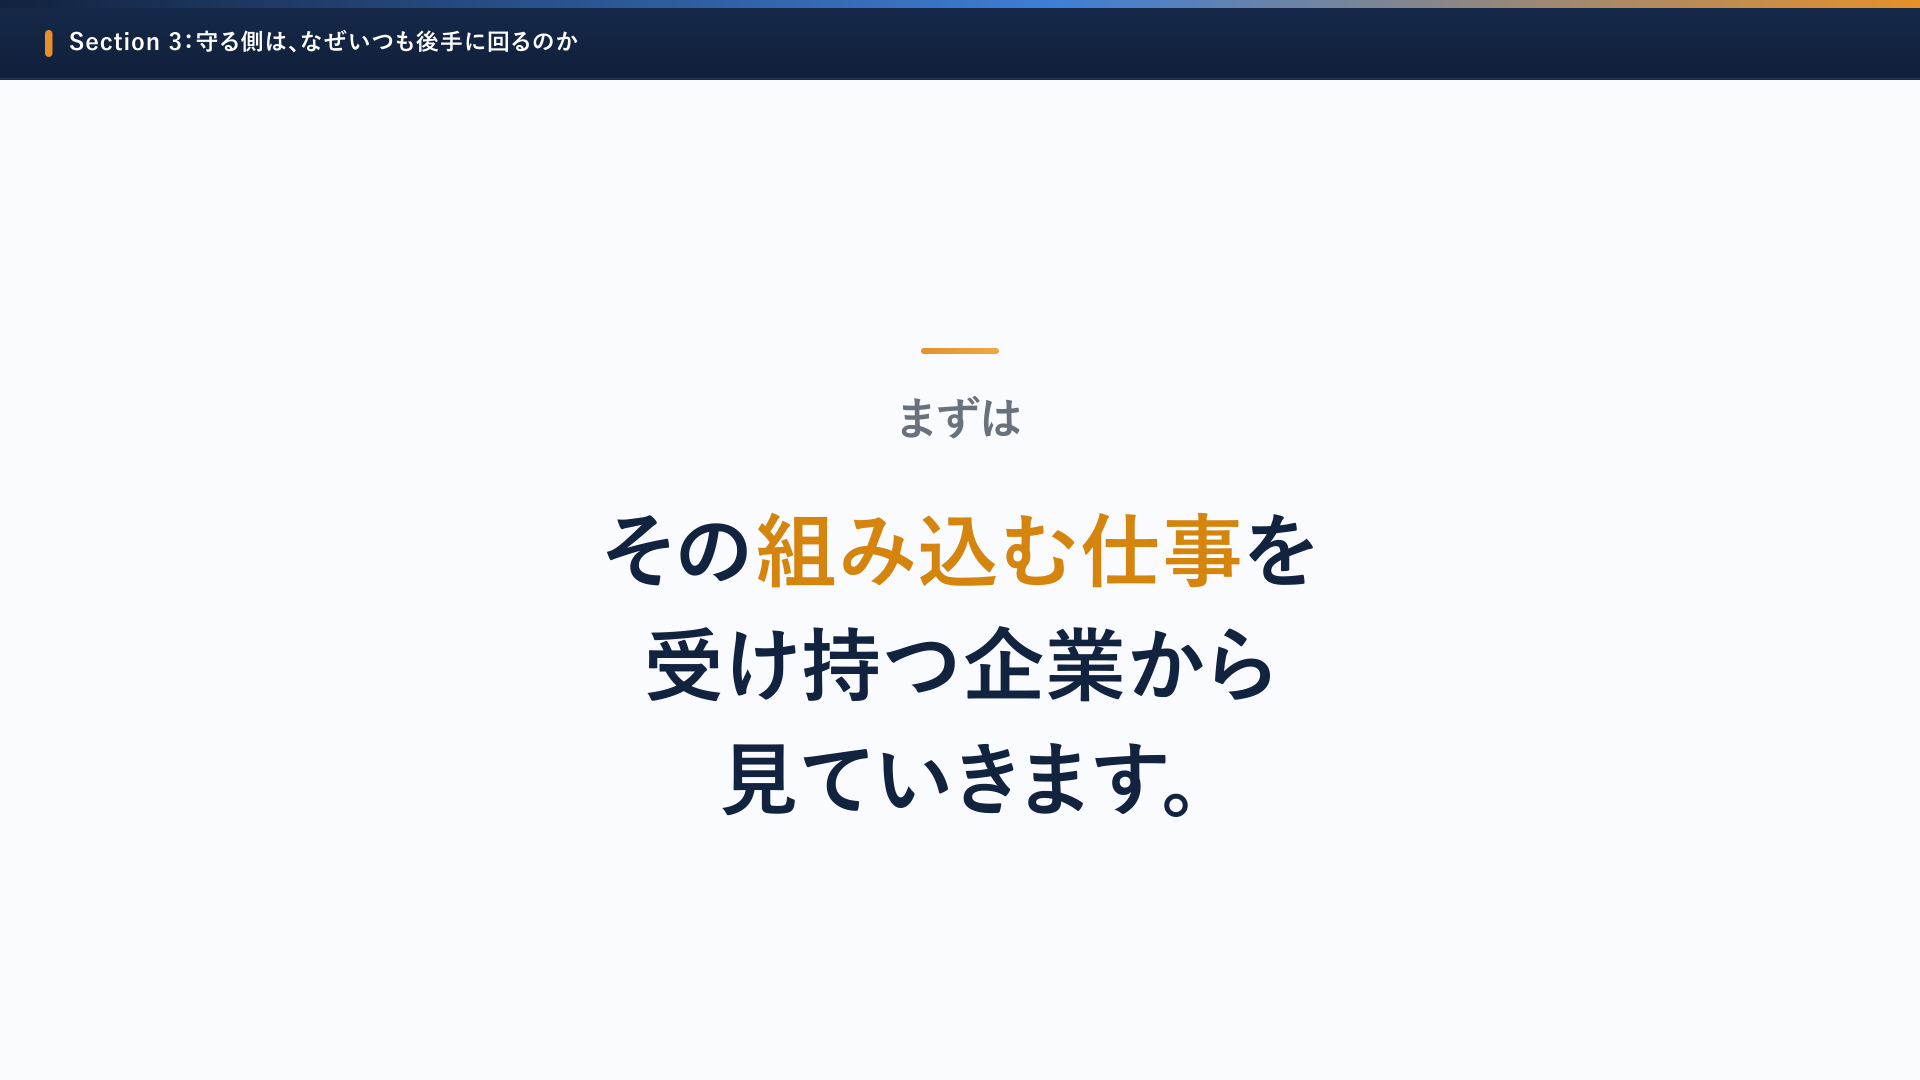 Section 3：守る側は、なぜいつも後手に回るのか
まずは
その組み込む仕事を
受け持つ企業から
見ていきます。